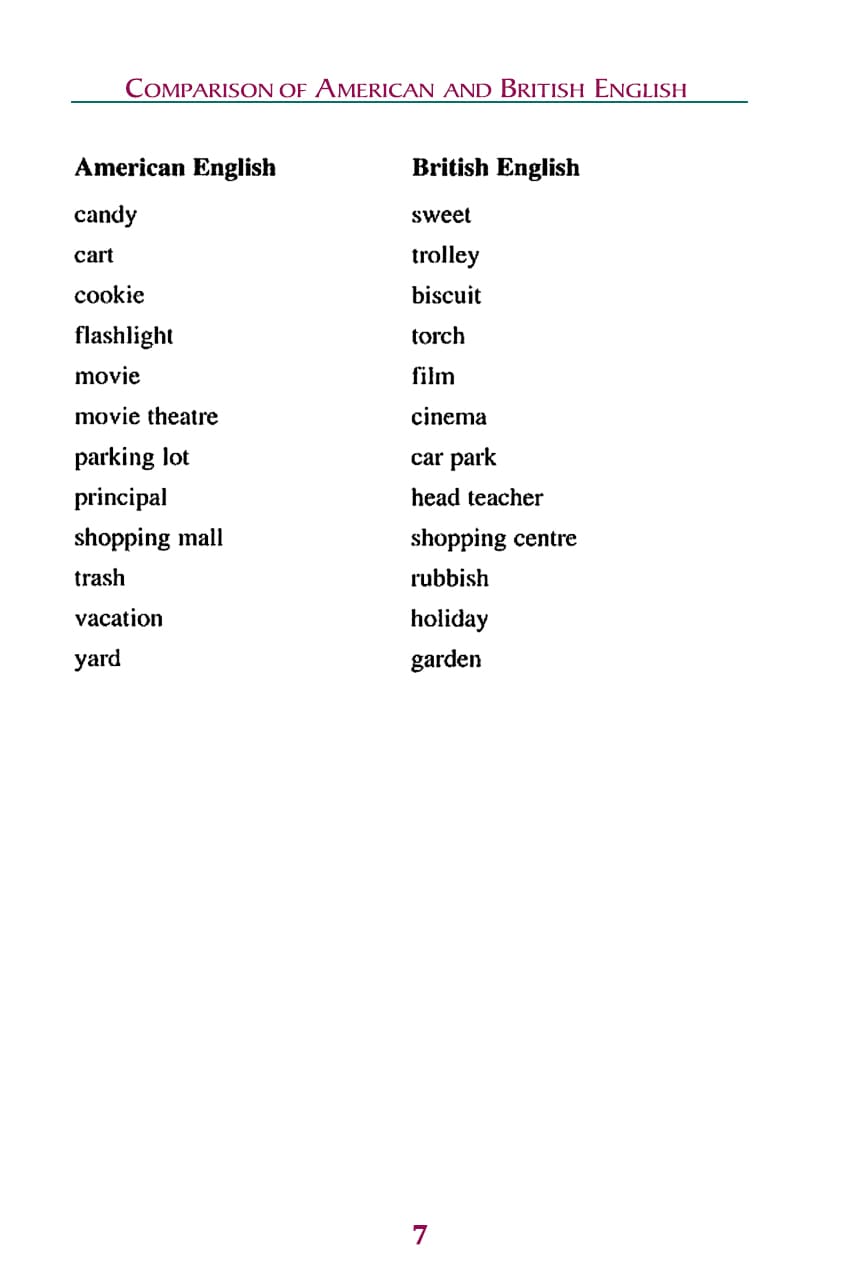 COMPARISON OF AMERICAN AND BRITISH ENGLISH
American English British English
candy sweet
cart trolley
cookie biscuit
flashlight torch
movie film
movie theatre cinema
parking lot car park
principal head teacher
shopping mall shopping centre
trash rubbish
vacation holiday
yard garden
7